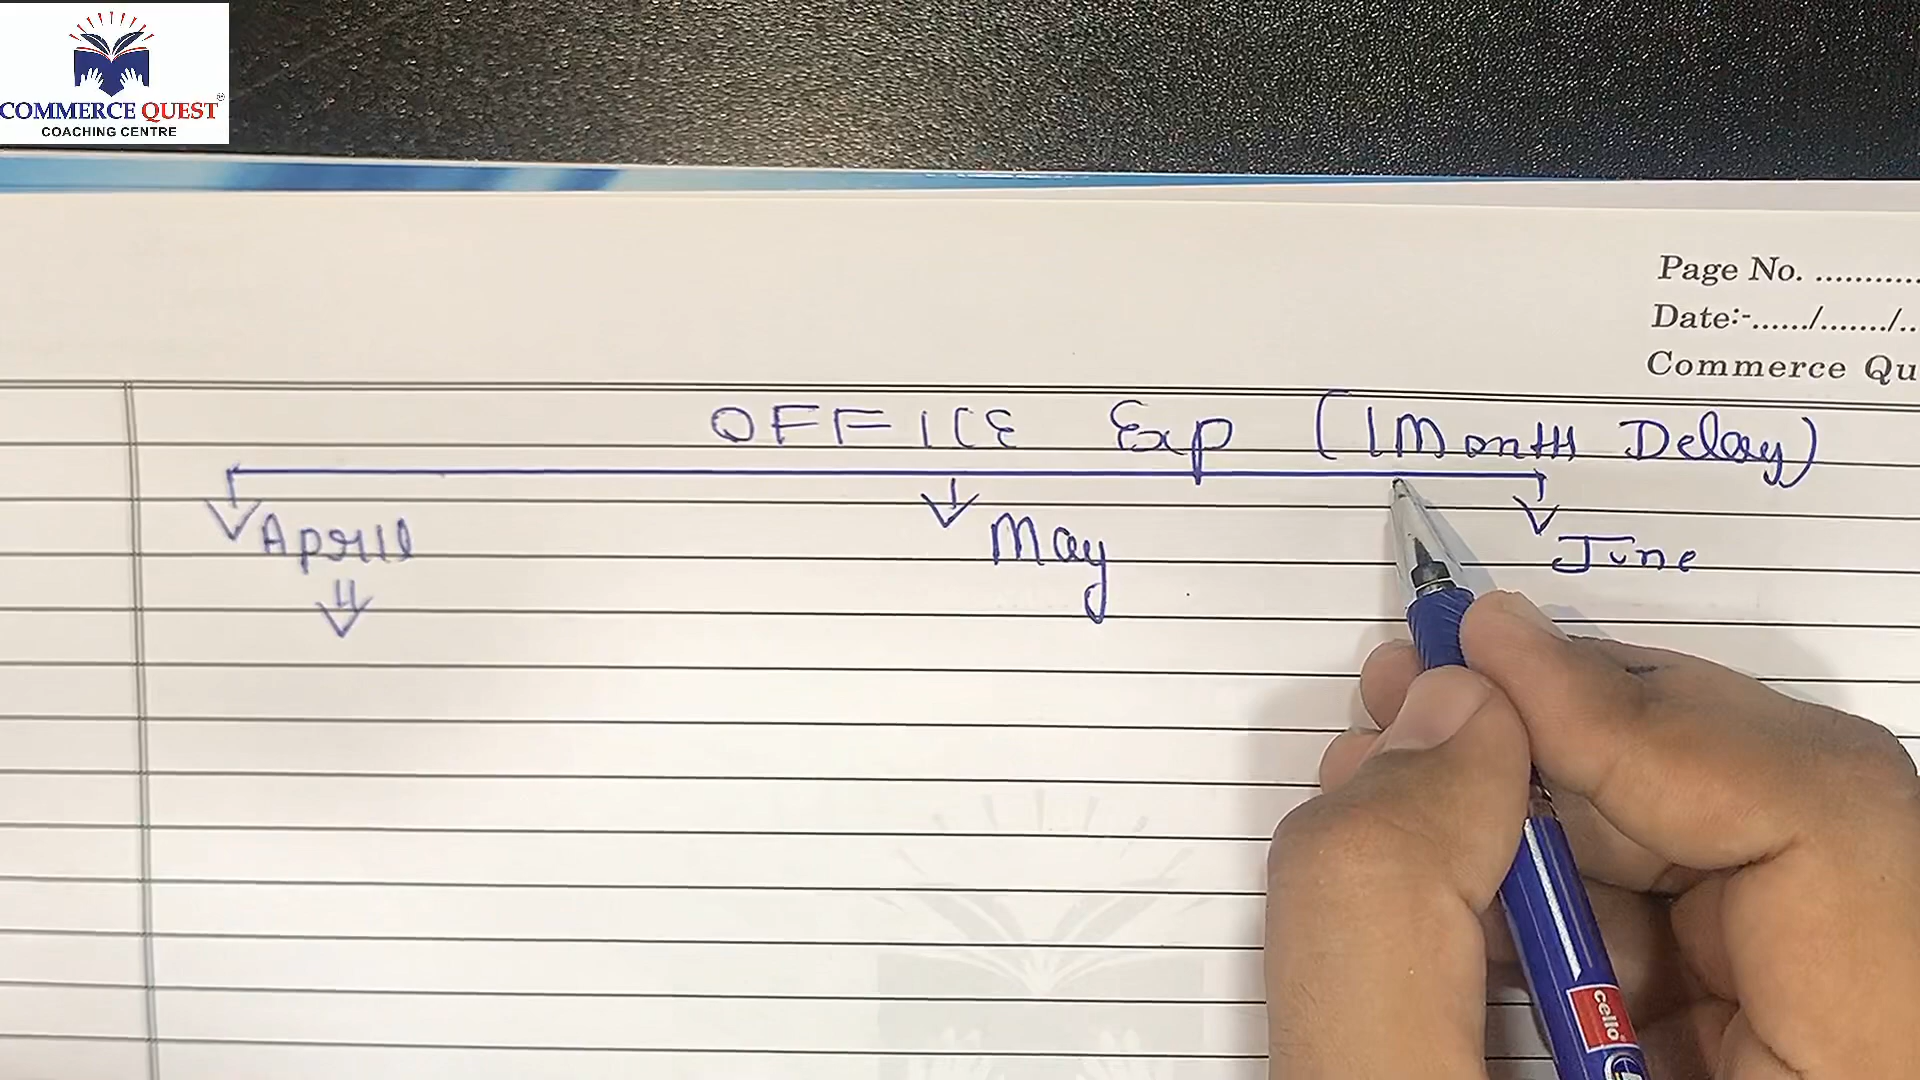 COMMERCE QUEST
COACHING CENTRE
Page No. ...........
Date:-....../......./..
Commerce Qu
OFFICE Exp (1 Month Delay)
April May June
cello